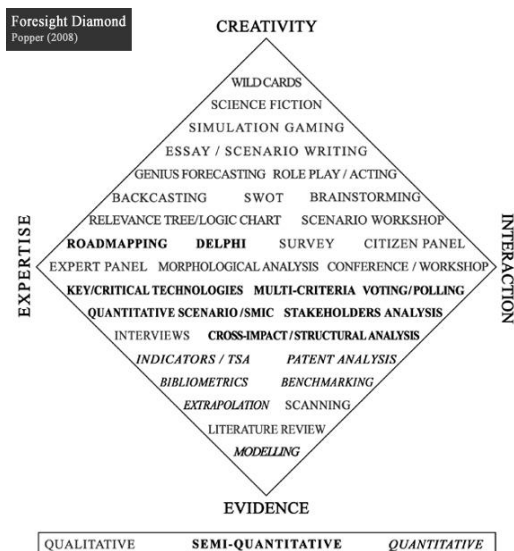 Foresight Diamond
Popper (2008)
CREATIVITY
WILD CARDS
SCIENCE FICTION
SIMULATION GAMING
ESSAY / SCENARIO WRITING
GENIUS FORECASTING ROLE PLAY / ACTING
BACKCASTING SWOT BRAINSTORMING
RELEVANCE TREE/LOGIC CHART SCENARIO WORKSHOP
ROADMAPPING DELPHI SURVEY CITIZEN PANEL
EXPERTISE
INTERACTION
EXPERT PANEL MORPHOLOGICAL ANALYSIS CONFERENCE / WORKSHOP
KEY/CRITICAL TECHNOLOGIES MULTI-CRITERIA VOTING/POLLING
QUANTITATIVE SCENARIO /SMIC STAKEHOLDERS ANALYSIS
INTERVIEWS CROSS-IMPACT / STRUCTURAL ANALYSIS
INDICATORS / TSA PATENT ANALYSIS
BIBLIOMETRICS BENCHMARKING
EXTRAPOLATION SCANNING
LITERATURE REVIEW
MODELLING
EVIDENCE
QUALITATIVE SEMI-QUANTITATIVE QUANTITATIVE